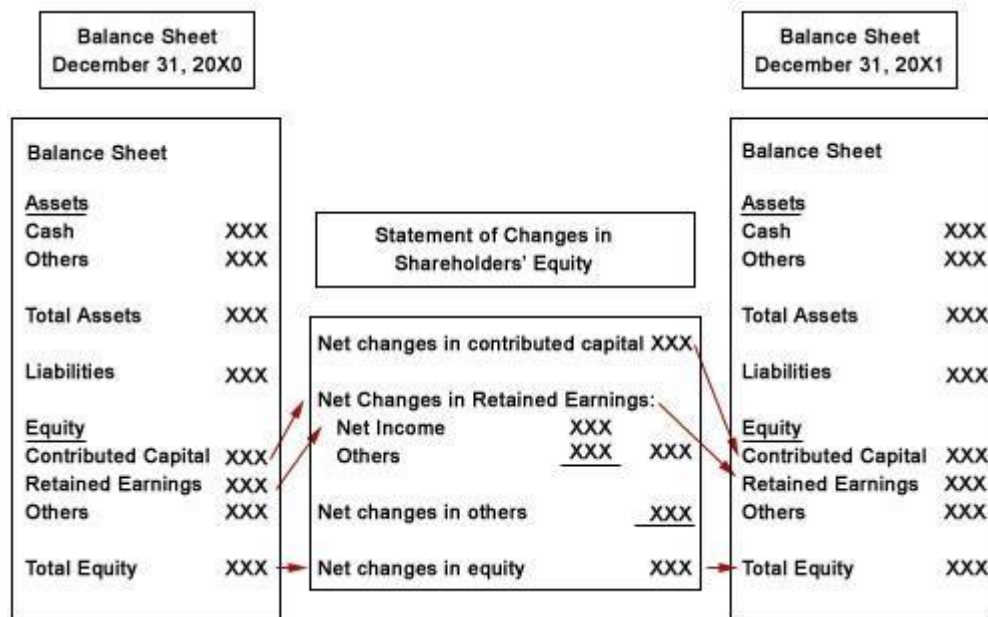 Balance Sheet
December 31, 20X0
Balance Sheet
Assets
Cash XXX
Others XXX
Total Assets XXX
Liabilities XXX
Equity
Contributed Capital XXX
Retained Earnings XXX
Others XXX
Total Equity XXX
Statement of Changes in
Shareholders' Equity
Net changes in contributed capital XXX
Net Changes in Retained Earnings:
Net Income XXX
Others XXX XXX
Net changes in others XXX
Net changes in equity XXX
Balance Sheet
December 31, 20X1
Balance Sheet
Assets
Cash XXX
Others XXX
Total Assets XXX
Liabilities XXX
Equity
Contributed Capital XXX
Retained Earnings XXX
Others XXX
Total Equity XXX